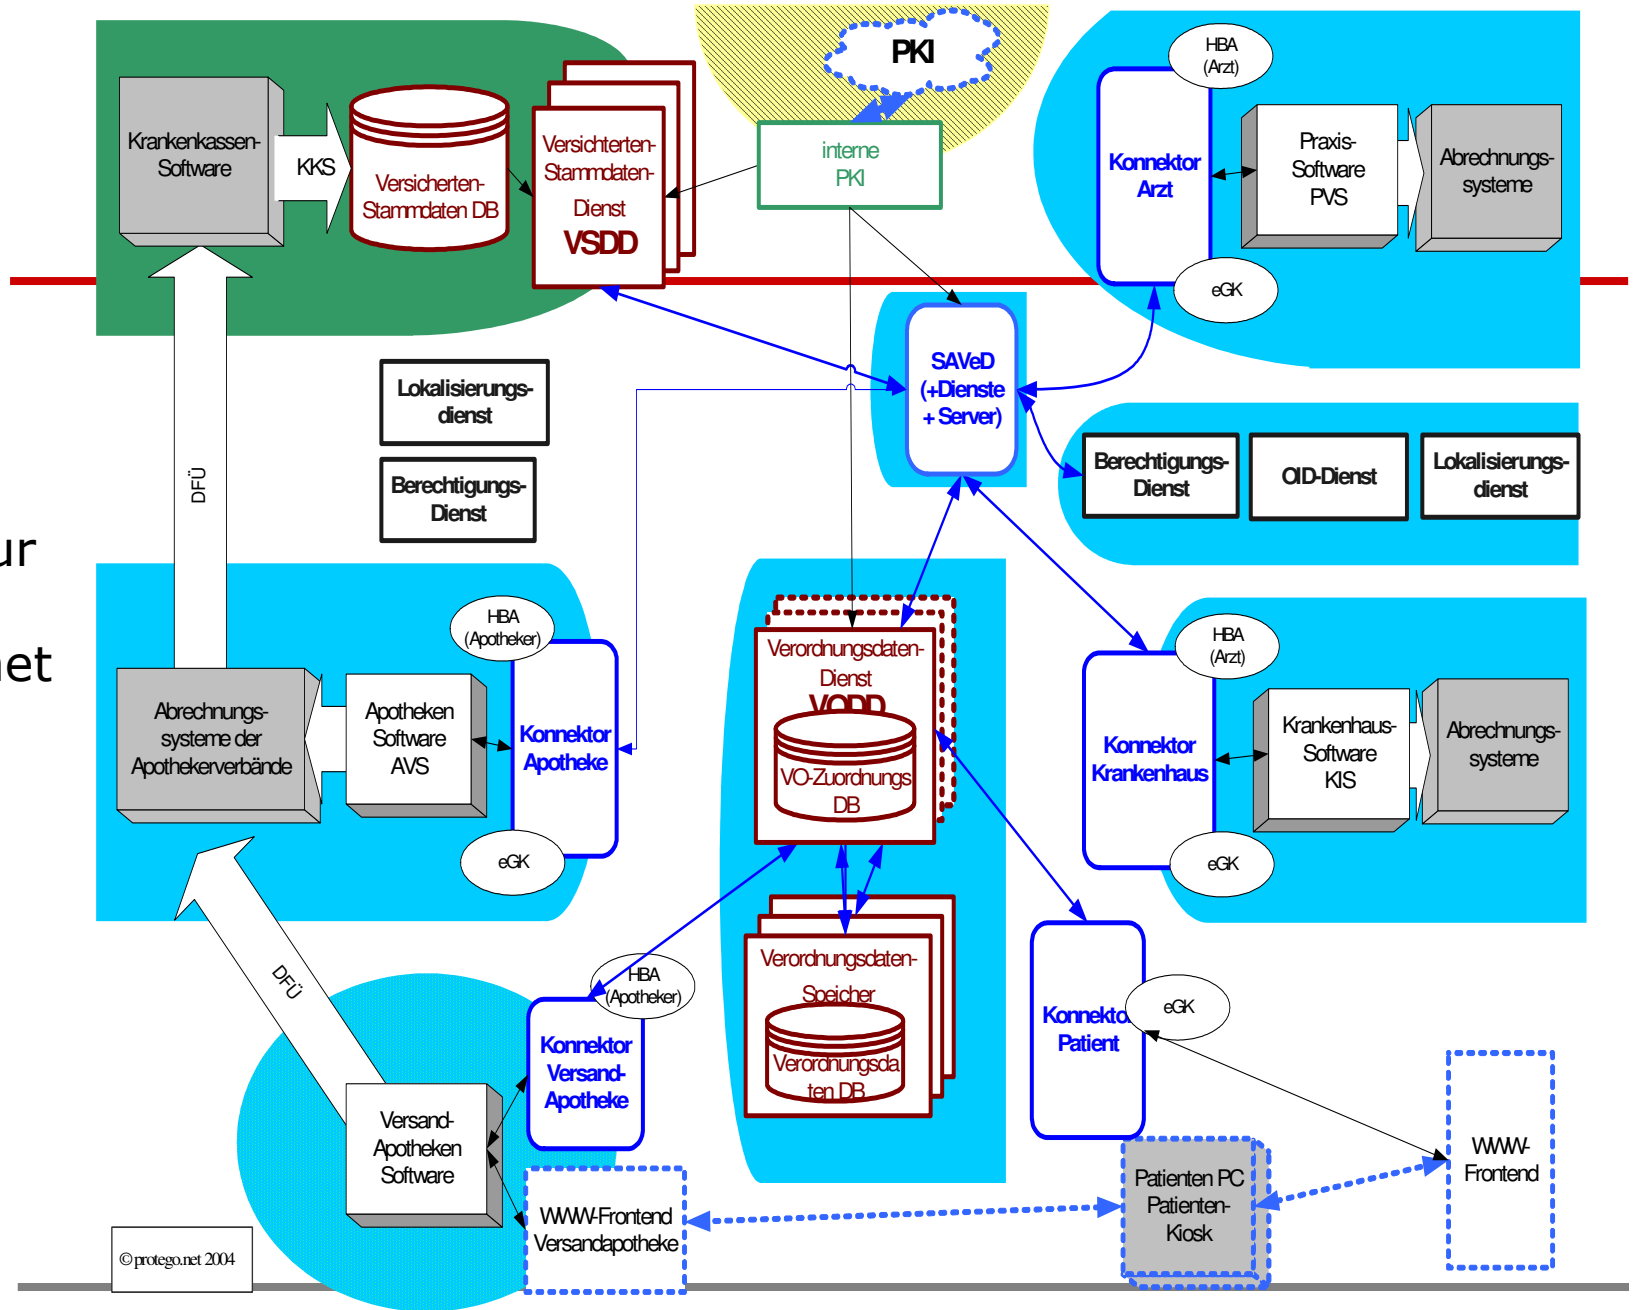 PKI
HBA
(Arzt)
Krankenkassen-
Software
KKS
Versicherten-
Stammdaten DB
Versichterten-
Stammdaten-
Dienst
VSDD
interne
PKI
Konnektor
Arzt
Praxis-
Software
PVS
Abrechnungs-
systeme
eGK
SAVeD
(+Dienste
+ Server)
Lokalisierungs-
dienst
Berechtigungs-
Dienst
Berechtigungs-
Dienst
OID-Dienst
Lokalisierungs-
dienst
DFÜ
ur
net
HBA
(Apotheker)
Abrechnungs-
systeme der
Apothekerverbände
Apotheken
Software
AVS
Konnektor
Apotheke
eGK
Verordnungsdaten-
Dienst
VODD
VO-Zuordnungs
DB
HBA
(Arzt)
Konnektor
Krankenhaus
Krankenhaus-
Software
KIS
Abrechnungs-
systeme
eGK
DFÜ
HBA
(Apotheker)
Konnektor
Versand-
Apotheke
Verordnungsdaten-
Speicher
Verordnungsda
ten DB
Konnektor
Patient
eGK
Versand-
Apotheken
Software
WWW-Frontend
Versandapotheke
Patienten PC
Patienten-
Kiosk
WWW-
Frontend
© protego.net 2004